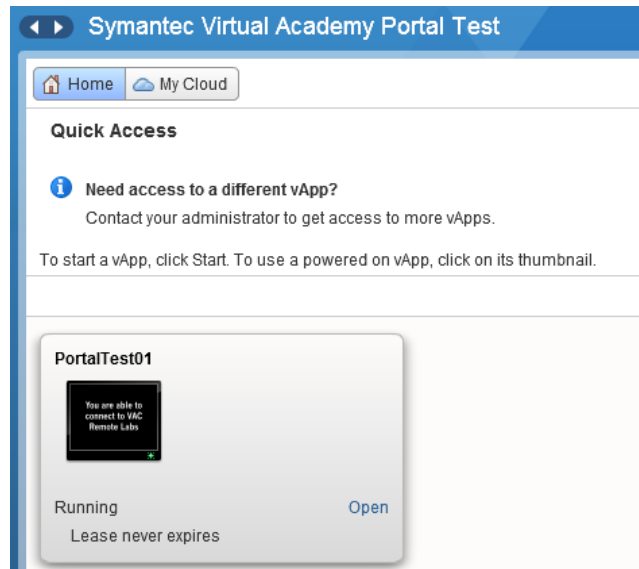 Symantec Virtual Academy Portal Test
Home My Cloud
Quick Access
Need access to a different vApp?
Contact your administrator to get access to more vApps.
To start a vApp, click Start. To use a powered on vApp, click on its thumbnail.
PortalTest01
You are able to
connect to VAC
Remote Labs
Running Open
Lease never expires